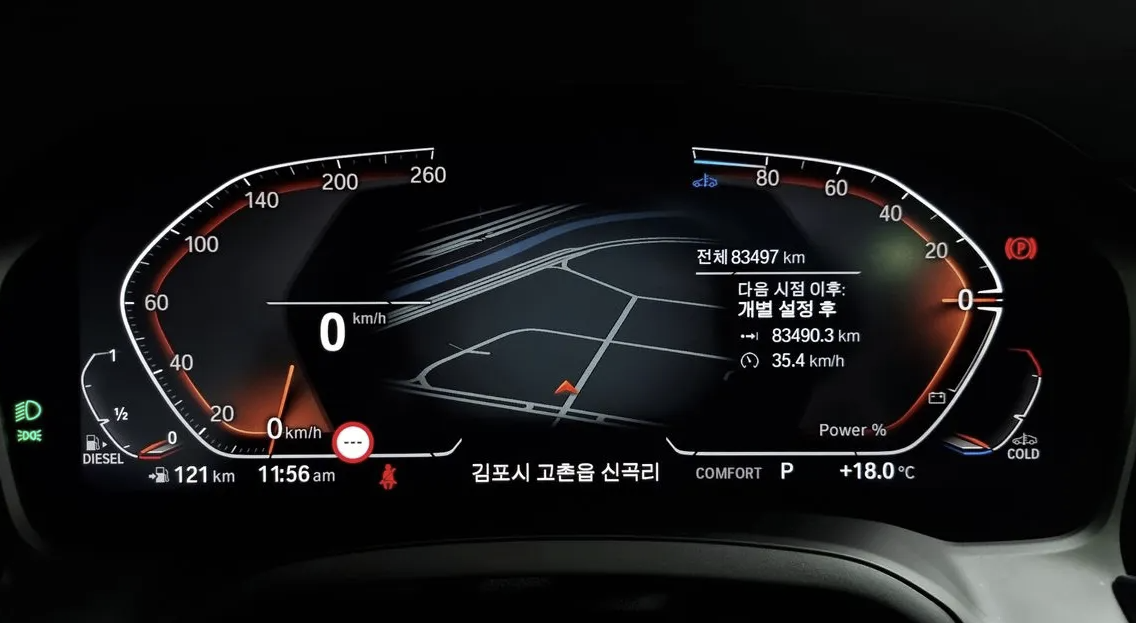 260
200
140
100
60
40
20
0 km/h
0 km/h
80
60
40
20
0
Power %
전체 83497 km
다음 시점 이후:
개별 설정 후
83490.3 km
35.4 km/h
P
1
1/2
0
DIESEL
COLD
---
121 km 11:56 am 김포시 고촌읍 신곡리 COMFORT P +18.0 °C